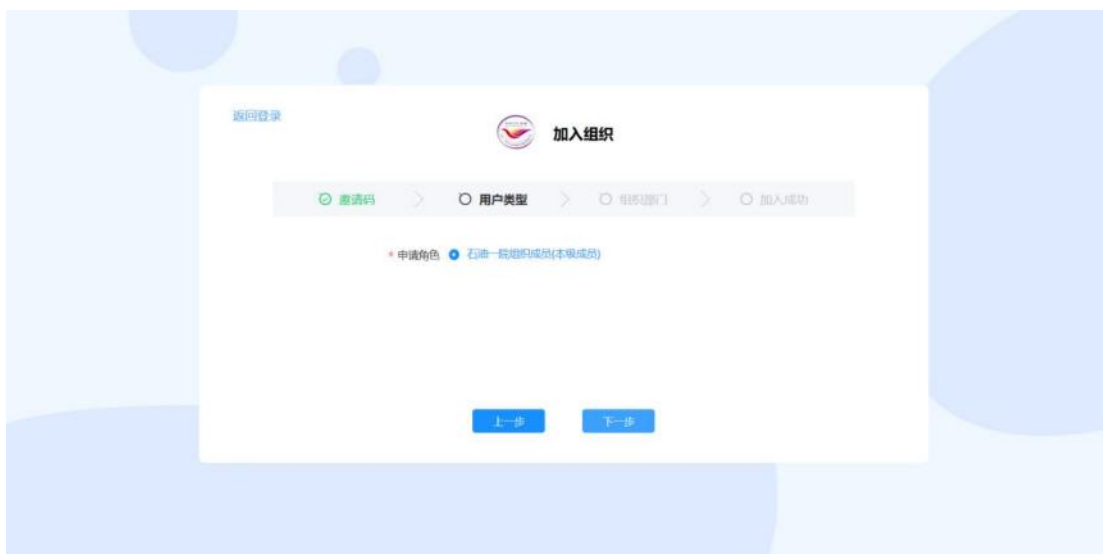 返回登录
加入组织
邀请码
用户类型
加入成功
* 申请角色 石油一院组织成员(本级成员)
上一步
下一步